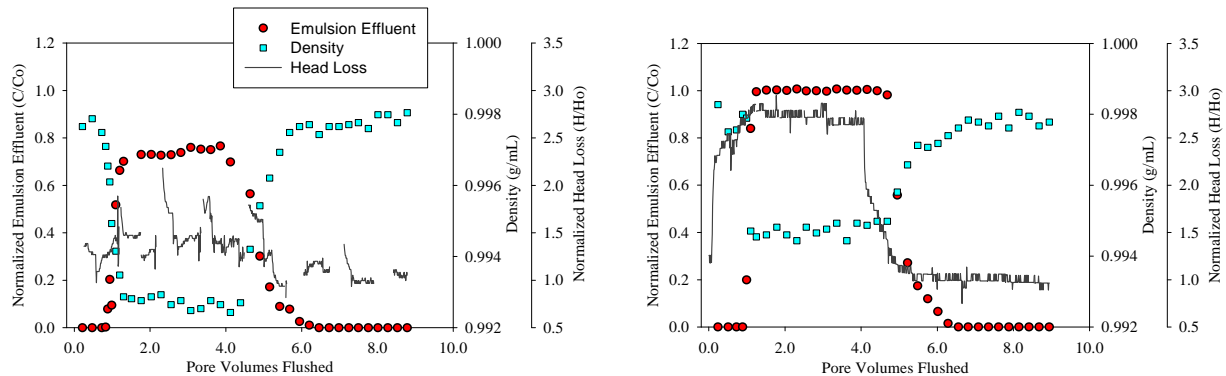 Emulsion Effluent
Density
Head Loss
Normalized Emulsion Effluent (C/Co)
1.2
1.0
0.8
0.6
0.4
0.2
0.0
0.0 2.0 4.0 6.0 8.0 10.0
Pore Volumes Flushed
1.000
0.998
0.996
0.994
0.992
Density (g/mL)
3.5
3.0
2.5
2.0
1.5
1.0
0.5
Normalized Head Loss (H/Ho)
Normalized Emulsion Effluent (C/Co)
1.2
1.0
0.8
0.6
0.4
0.2
0.0
0.0 2.0 4.0 6.0 8.0 10.0
Pore Volumes Flushed
1.000
0.998
0.996
0.994
0.992
Density (g/mL)
3.5
3.0
2.5
2.0
1.5
1.0
0.5
Normalized Head Loss (H/Ho)